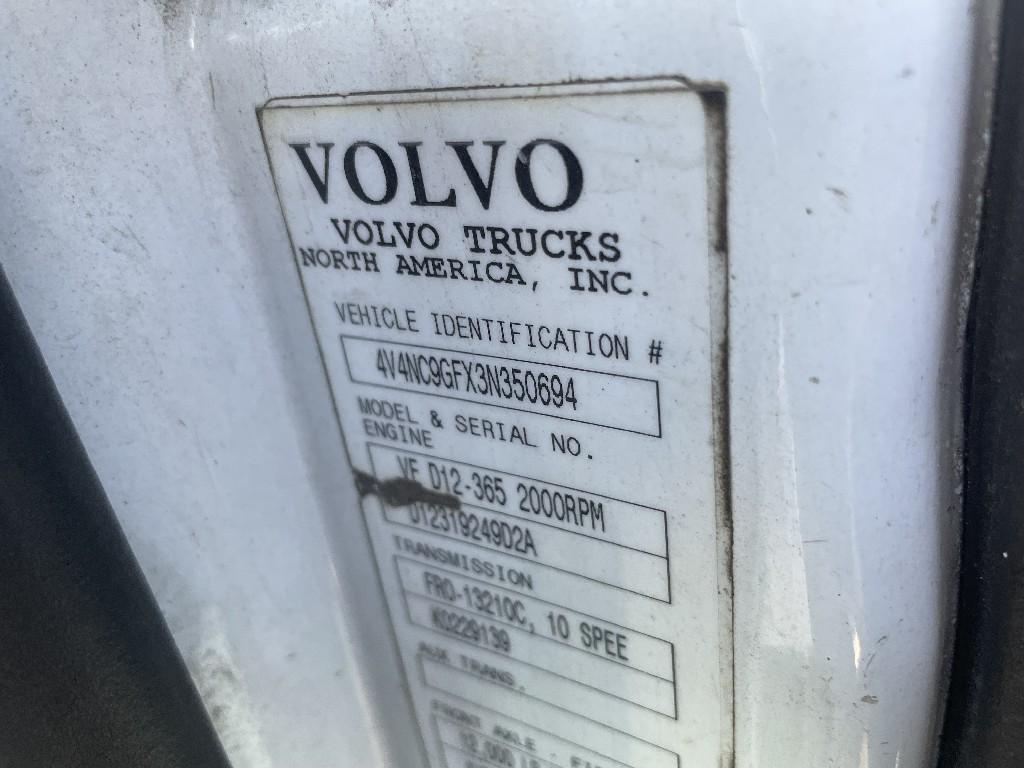 VOLVO
VOLVO TRUCKS
NORTH AMERICA, INC.
VEHICLE IDENTIFICATION #
4V4NC9GFX3N350694
MODEL & SERIAL NO.
ENGINE
VE D12-365 2000RPM
D12319249D2A
TRANSMISSION
FRO-13210C, 10 SPEE
K0229139
AUX TRANS.
FRONT AXLE